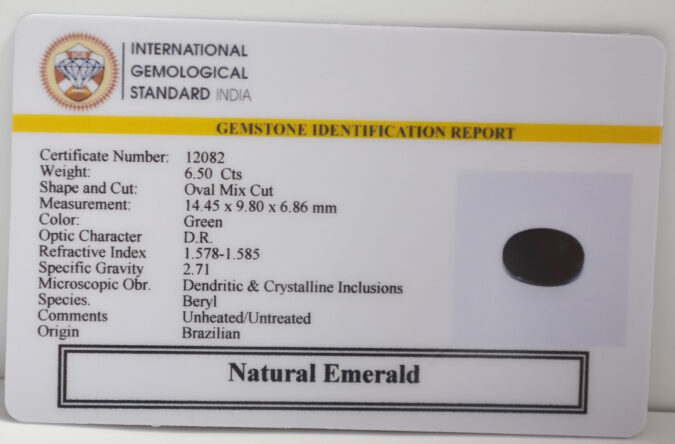 INTERNATIONAL
GEMOLOGICAL
STANDARD INDIA
GEMSTONE IDENTIFICATION REPORT
Certificate Number: 12082
Weight: 6.50 Cts
Shape and Cut: Oval Mix Cut
Measurement: 14.45 x 9.80 x 6.86 mm
Color: Green
Optic Character D.R.
Refractive Index 1.578-1.585
Specific Gravity 2.71
Microscopic Obr. Dendritic & Crystalline Inclusions
Species. Beryl
Comments Unheated/Untreated
Origin Brazilian
Natural Emerald